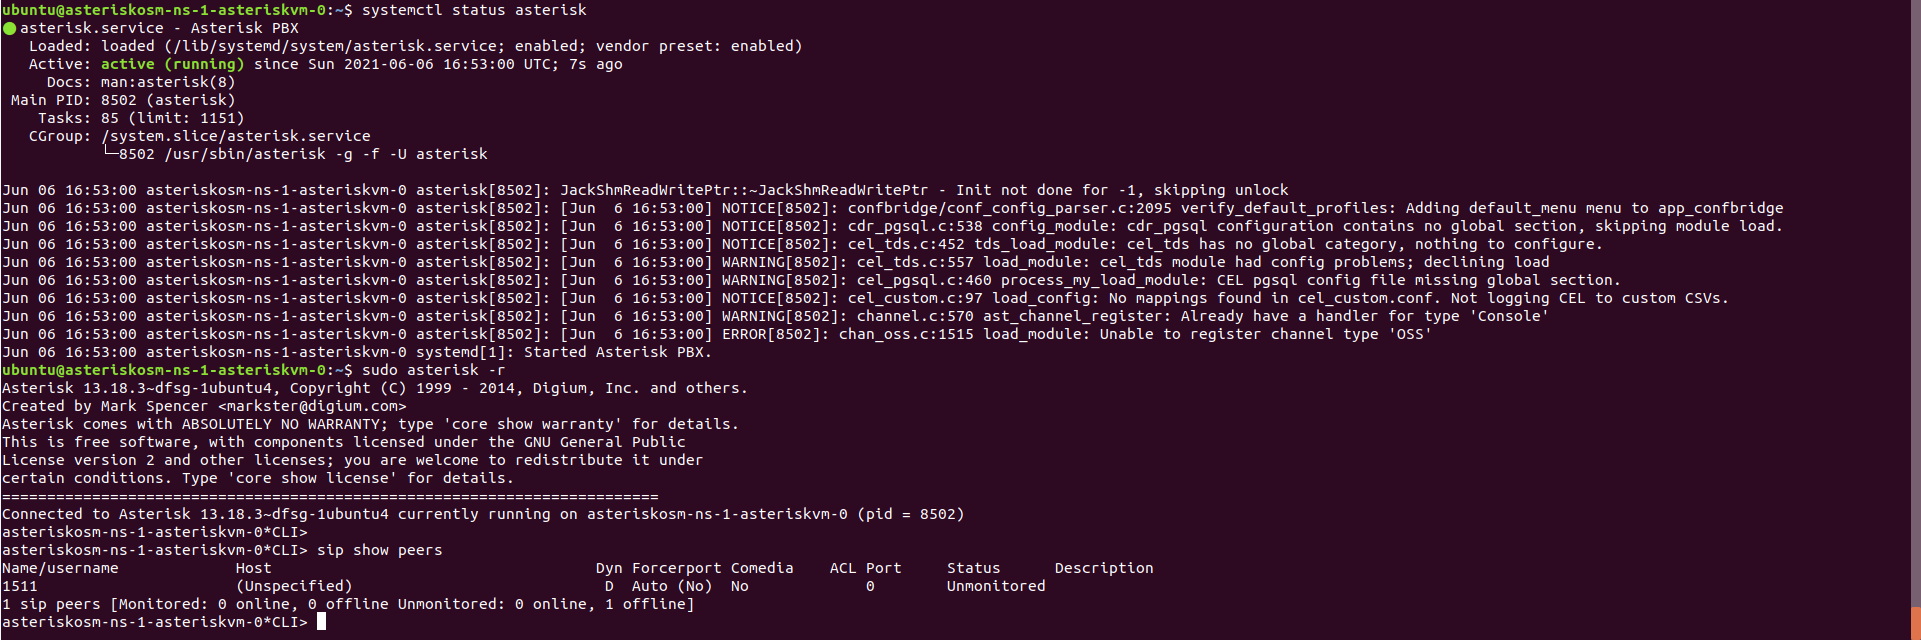 ubuntu@asteriskosm-ns-1-asteriskvm-0:~$ systemctl status asterisk
● asterisk.service - Asterisk PBX
   Loaded: loaded (/lib/systemd/system/asterisk.service; enabled; vendor preset: enabled)
   Active: active (running) since Sun 2021-06-06 16:53:00 UTC; 7s ago
     Docs: man:asterisk(8)
 Main PID: 8502 (asterisk)
    Tasks: 85 (limit: 1151)
   CGroup: /system.slice/asterisk.service
           └─8502 /usr/sbin/asterisk -g -f -U asterisk

Jun 06 16:53:00 asteriskosm-ns-1-asteriskvm-0 asterisk[8502]: JackShmReadWritePtr::~JackShmReadWritePtr - Init not done for -1, skipping unlock
Jun 06 16:53:00 asteriskosm-ns-1-asteriskvm-0 asterisk[8502]: [Jun  6 16:53:00] NOTICE[8502]: confbridge/conf_config_parser.c:2095 verify_default_profiles: Adding default_menu menu to app_confbridge
Jun 06 16:53:00 asteriskosm-ns-1-asteriskvm-0 asterisk[8502]: [Jun  6 16:53:00] NOTICE[8502]: cdr_pgsql.c:538 config_module: cdr_pgsql configuration contains no global section, skipping module load.
Jun 06 16:53:00 asteriskosm-ns-1-asteriskvm-0 asterisk[8502]: [Jun  6 16:53:00] NOTICE[8502]: cel_tds.c:452 tds_load_module: cel_tds has no global category, nothing to configure.
Jun 06 16:53:00 asteriskosm-ns-1-asteriskvm-0 asterisk[8502]: [Jun  6 16:53:00] WARNING[8502]: cel_tds.c:557 load_module: cel_tds module had config problems; declining load
Jun 06 16:53:00 asteriskosm-ns-1-asteriskvm-0 asterisk[8502]: [Jun  6 16:53:00] WARNING[8502]: cel_pgsql.c:460 process_my_load_module: CEL pgsql config file missing global section.
Jun 06 16:53:00 asteriskosm-ns-1-asteriskvm-0 asterisk[8502]: [Jun  6 16:53:00] NOTICE[8502]: cel_custom.c:97 load_config: No mappings found in cel_custom.conf. Not logging CEL to custom CSVs.
Jun 06 16:53:00 asteriskosm-ns-1-asteriskvm-0 asterisk[8502]: [Jun  6 16:53:00] WARNING[8502]: channel.c:570 ast_channel_register: Already have a handler for type 'Console'
Jun 06 16:53:00 asteriskosm-ns-1-asteriskvm-0 asterisk[8502]: [Jun  6 16:53:00] ERROR[8502]: chan_oss.c:1515 load_module: Unable to register channel type 'OSS'
Jun 06 16:53:00 asteriskosm-ns-1-asteriskvm-0 systemd[1]: Started Asterisk PBX.
ubuntu@asteriskosm-ns-1-asteriskvm-0:~$ sudo asterisk -r
Asterisk 13.18.3~dfsg-1ubuntu4, Copyright (C) 1999 - 2014, Digium, Inc. and others.
Created by Mark Spencer <markster@digium.com>
Asterisk comes with ABSOLUTELY NO WARRANTY; type 'core show warranty' for details.
This is free software, with components licensed under the GNU General Public
License version 2 and other licenses; you are welcome to redistribute it under
certain conditions. Type 'core show license' for details.
=========================================================================
Connected to Asterisk 13.18.3~dfsg-1ubuntu4 currently running on asteriskosm-ns-1-asteriskvm-0 (pid = 8502)
asteriskosm-ns-1-asteriskvm-0*CLI>
asteriskosm-ns-1-asteriskvm-0*CLI> sip show peers
Name/username             Host                                    Dyn Forcerport Comedia    ACL Port     Status      Description
1511                      (Unspecified)                            D  Auto (No)  No             0        Unmonitored
1 sip peers [Monitored: 0 online, 0 offline Unmonitored: 0 online, 1 offline]
asteriskosm-ns-1-asteriskvm-0*CLI>